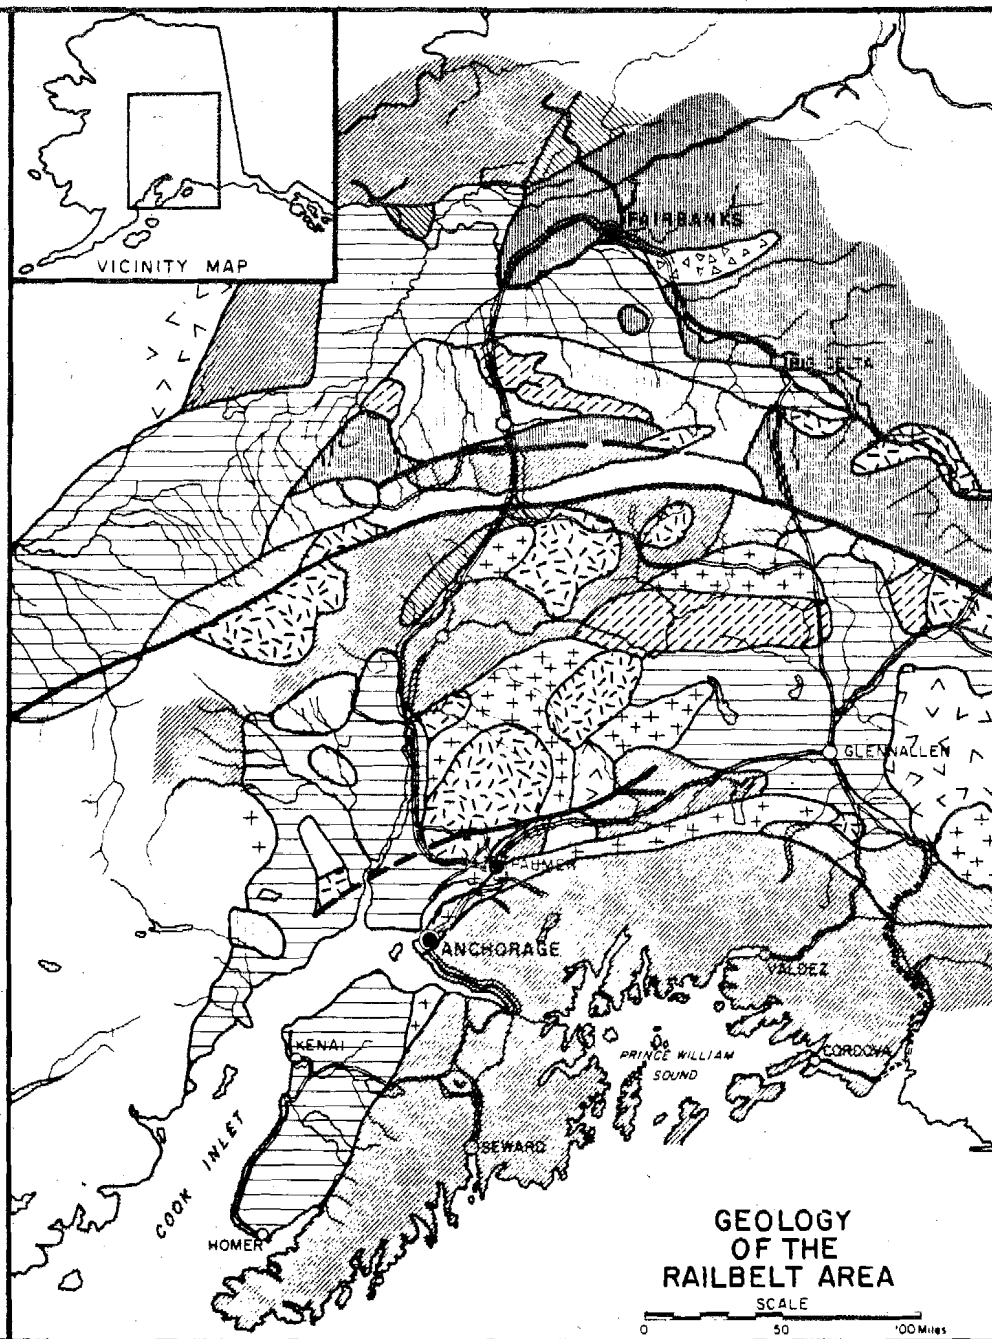 VICINITY MAP
FAIRBANKS
BIG DELTA
GLENNALLEN
PALMER
ANCHORAGE
VALDEZ
KENAI
PRINCE WILLIAM
SOUND
CORDOVA
SEWARD
COOK INLET
HOMER
GEOLOGY
OF THE
RAILBELT AREA
SCALE
0 50 100 Miles